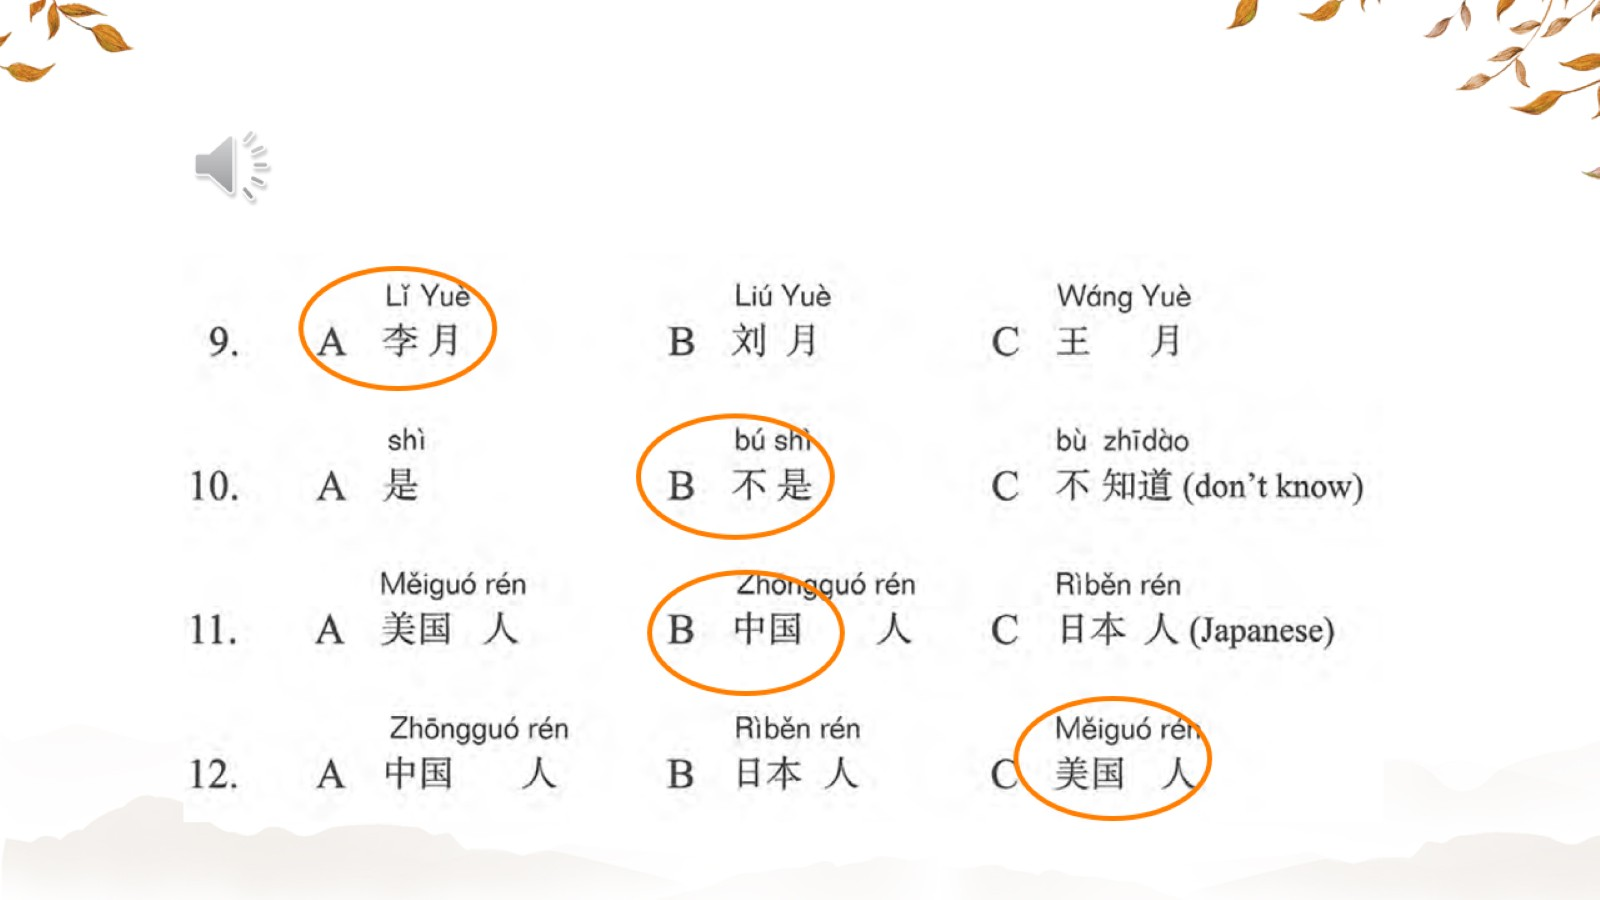 Lǐ Yuè Liú Yuè Wáng Yuè
9. A 李月 B 刘月 C 王月
shì bú shì bù zhīdào
10. A 是 B 不是 C 不知道 (don't know)
Měiguó rén Zhōngguó rén Rìběn rén
11. A 美国人 B 中国人 C 日本人 (Japanese)
Zhōngguó rén Rìběn rén Měiguó rén
12. A 中国人 B 日本人 C 美国人